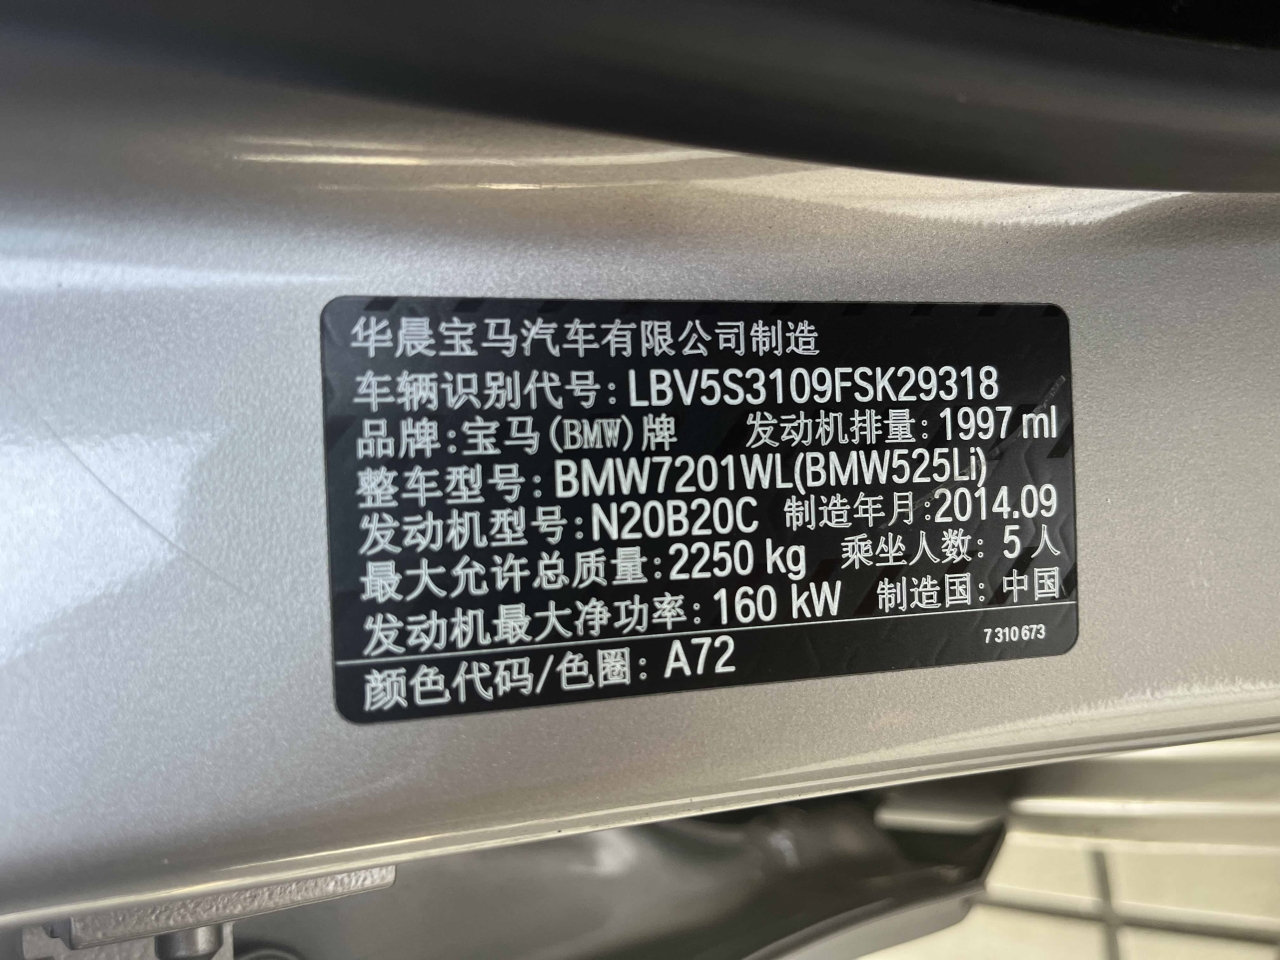 华晨宝马汽车有限公司制造
车辆识别代号: LBV5S3109FSK29318
品牌:宝马(BMW)牌 发动机排量: 1997 ml
整车型号: BMW7201WL(BMW525Li)
发动机型号: N20B20C 制造年月:2014.09
最大允许总质量:2250 kg 乘坐人数: 5 人
发动机最大净功率: 160 kW 制造国: 中国
7 310 673
颜色代码/色圈: A72